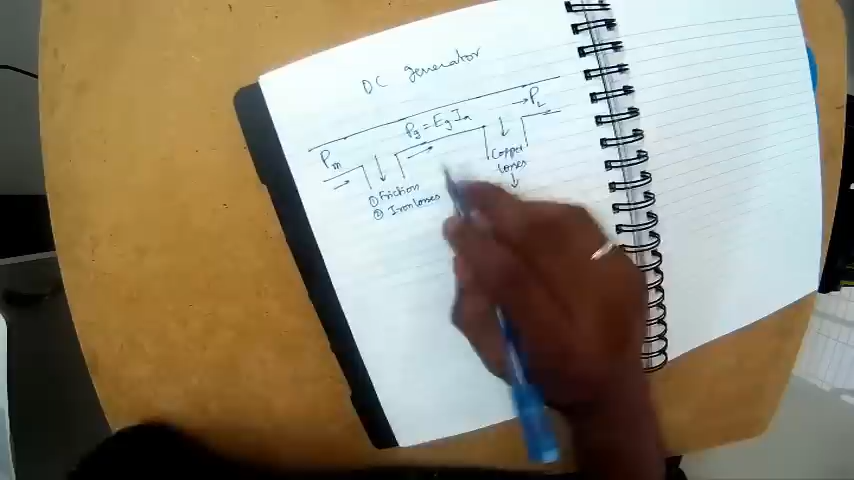 DC generator
Pg = Eg Ia
→ PL
Pm
Copper
losses
① Friction
② Iron losses